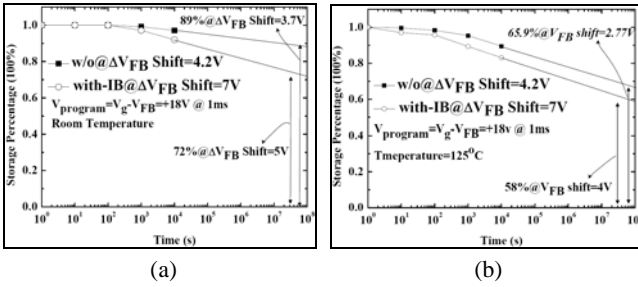 (a)
89%@ΔVFB Shift=3.7V
w/o@ΔVFB Shift=4.2V
with-IB@ΔVFB Shift=7V
Vprogram=Vg-VFB=+18V @ 1ms
Room Temperature
72%@ΔVFB Shift=5V
Storage Percentage (100%)
1.0
0.8
0.6
0.4
0.2
0.0
10^0 10^1 10^2 10^3 10^4 10^5 10^6 10^7 10^8
Time (s)
(a)
(b)
65.9%@VFB shift=2.77V
w/o@ΔVFB Shift=4.2V
with-IB@ΔVFB Shift=7V
Vprogram=Vg-VFB=+18v @ 1ms
Tmeperature=125°C
58%@VFB shift=4V
Storage Percentage (100%)
1.0
0.8
0.6
0.4
0.2
0.0
10^0 10^1 10^2 10^3 10^4 10^5 10^6 10^7 10^8
Time (s)
(b)